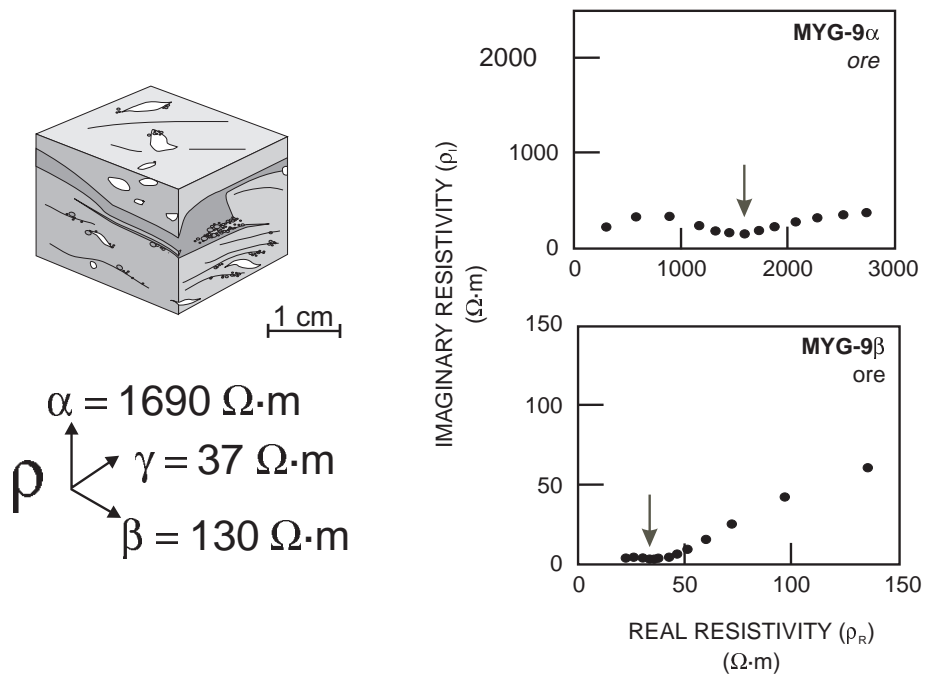 1 cm
ρ
α = 1690 Ω·m
γ = 37 Ω·m
β = 130 Ω·m
IMAGINARY RESISTIVITY (ρI)
(Ω·m)
MYG-9α
ore
2000
1000
0
0 1000 2000 3000
MYG-9β
ore
150
100
50
0
0 50 100 150
REAL RESISTIVITY (ρR)
(Ω·m)